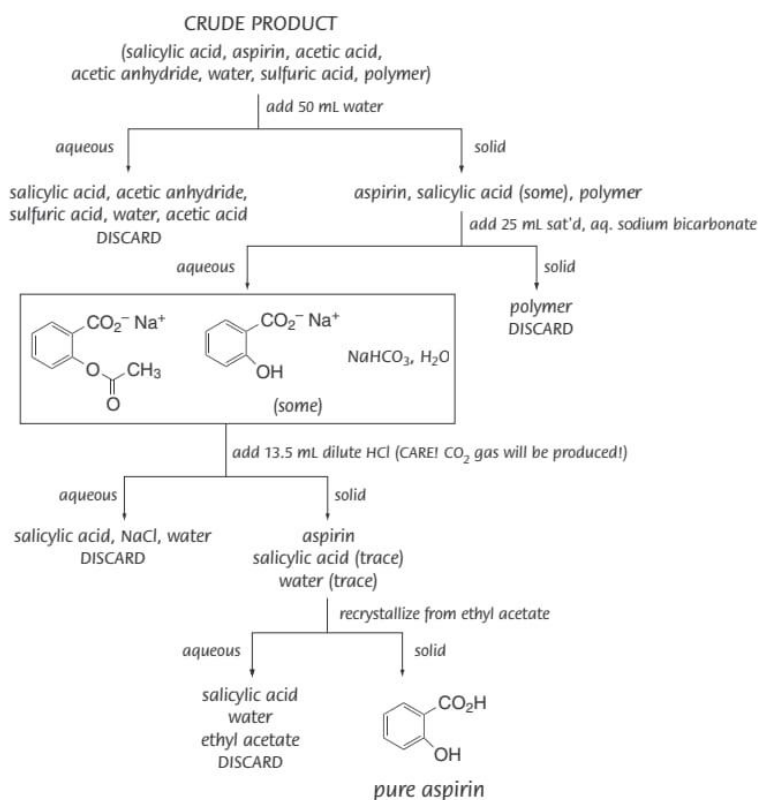 CRUDE PRODUCT
(salicylic acid, aspirin, acetic acid,
acetic anhydride, water, sulfuric acid, polymer)
add 50 mL water
aqueous
solid
salicylic acid, acetic anhydride,
sulfuric acid, water, acetic acid
DISCARD
aspirin, salicylic acid (some), polymer
add 25 mL sat'd, aq. sodium bicarbonate
aqueous
solid
polymer
DISCARD
CO₂⁻ Na⁺
O
CH₃
O
CO₂⁻ Na⁺
OH
(some)
NaHCO₃, H₂O
add 13.5 mL dilute HCl (CARE! CO₂ gas will be produced!)
aqueous
solid
salicylic acid, NaCl, water
DISCARD
aspirin
salicylic acid (trace)
water (trace)
recrystallize from ethyl acetate
aqueous
solid
salicylic acid
water
ethyl acetate
DISCARD
CO₂H
OH
pure aspirin